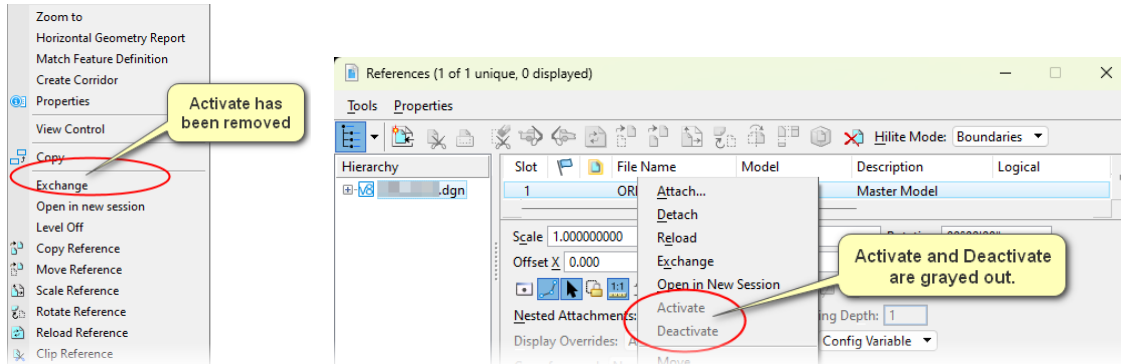 Zoom to
Horizontal Geometry Report
Match Feature Definition
Create Corridor
Properties
View Control
Copy
Exchange
Open in new session
Level Off
Copy Reference
Move Reference
Scale Reference
Rotate Reference
Reload Reference
Clip Reference
Activate has
been removed
References (1 of 1 unique, 0 displayed)
Tools Properties
Hilite Mode: Boundaries
Hierarchy
Slot File Name Model Description Logical
.dgn
1 Master Model
Attach...
Detach
Reload
Exchange
Open in New Session
Activate
Deactivate
Move
Scale 1.000000000
Offset X 0.000
Nested Attachments:
Display Overrides:
Depth: 1
Config Variable
Activate and Deactivate
are grayed out.